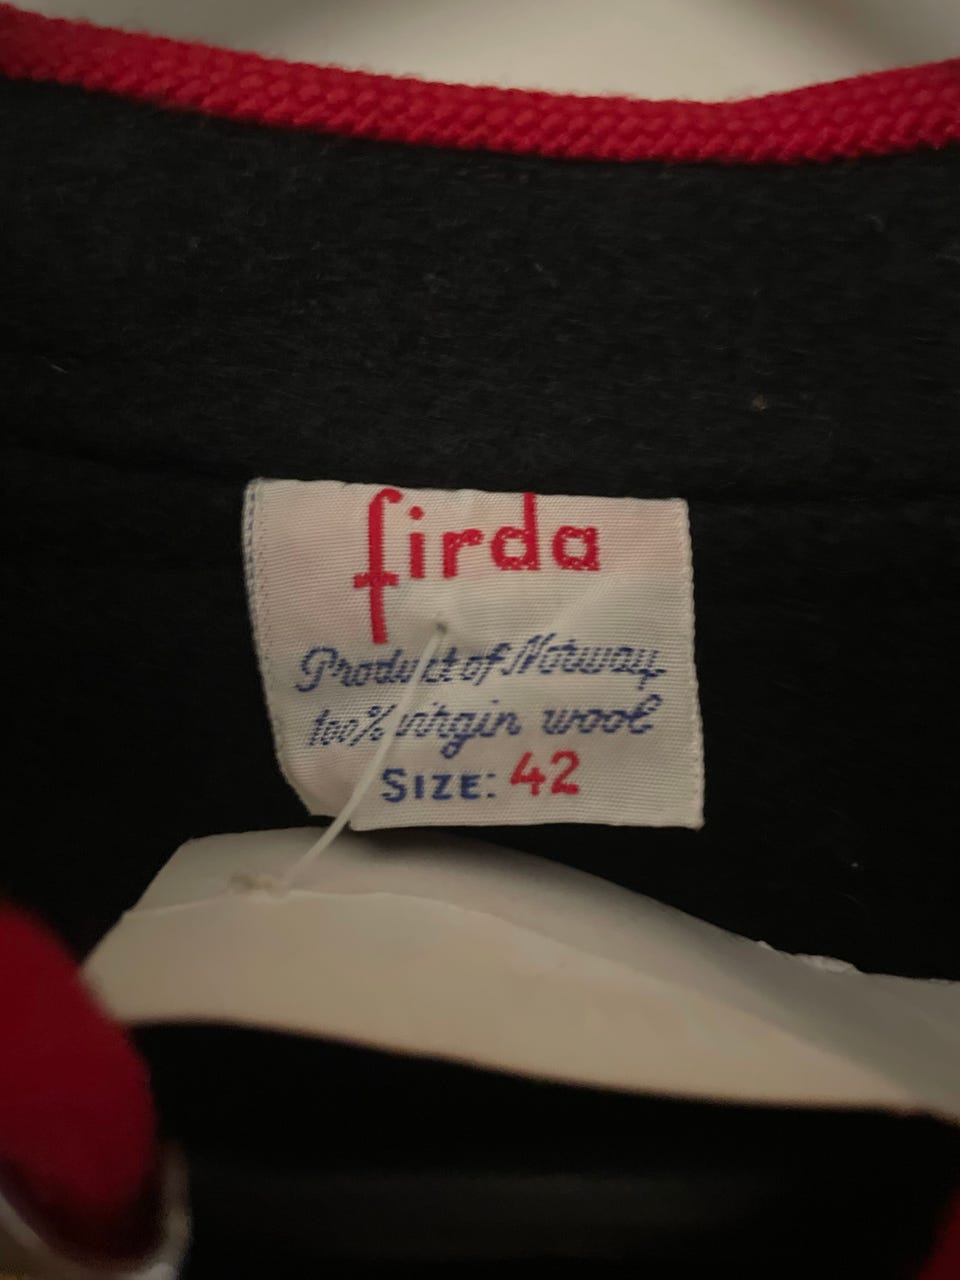 firda
Product of Norway
100% virgin wool
SIZE: 42